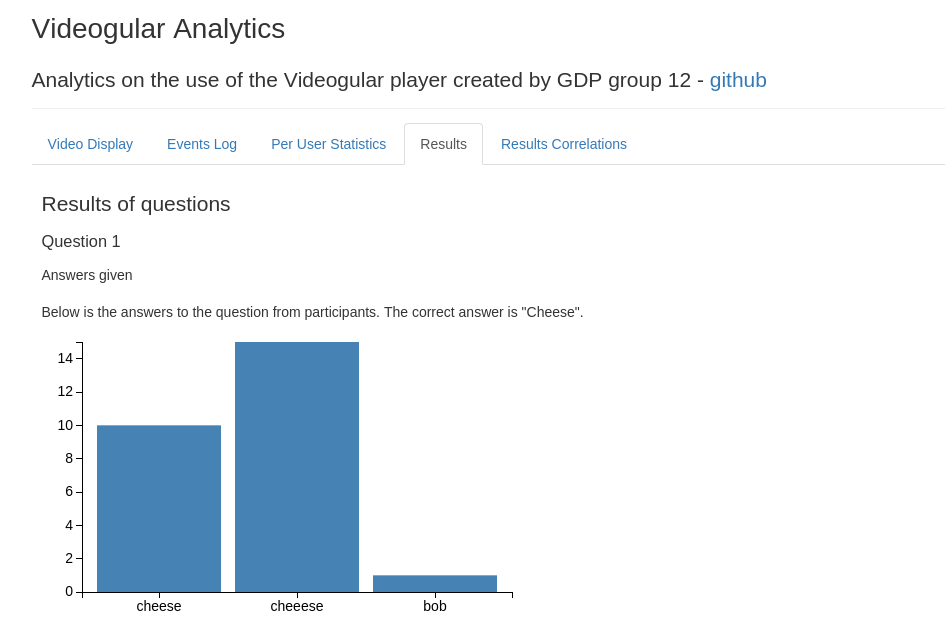 Videogular Analytics
Analytics on the use of the Videogular player created by GDP group 12 - github
Video Display Events Log Per User Statistics Results Results Correlations
Results of questions
Question 1
Answers given
Below is the answers to the question from participants. The correct answer is "Cheese".
14
12
10
8
6
4
2
0
cheese cheeese bob